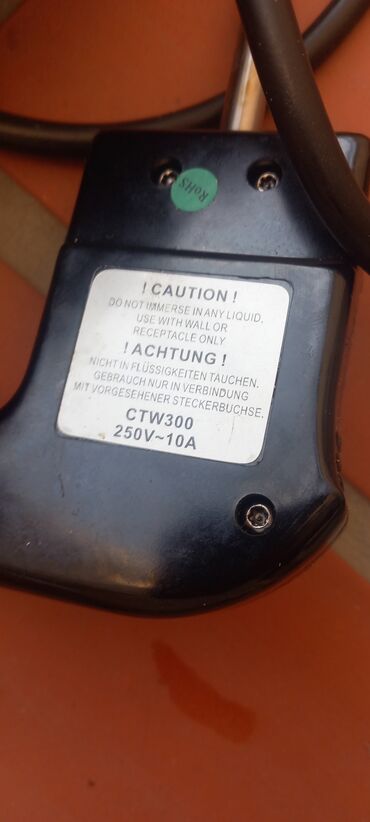 RoHS
! CAUTION !
DO NOT IMMERSE IN ANY LIQUID.
USE WITH WALL OR
RECEPTACLE ONLY
! ACHTUNG !
NICHT IN FLÜSSIGKEITEN TAUCHEN.
GEBRAUCH NUR IN VERBINDUNG
MIT VORGESEHENER STECKERBUCHSE.
CTW300
250V~10A